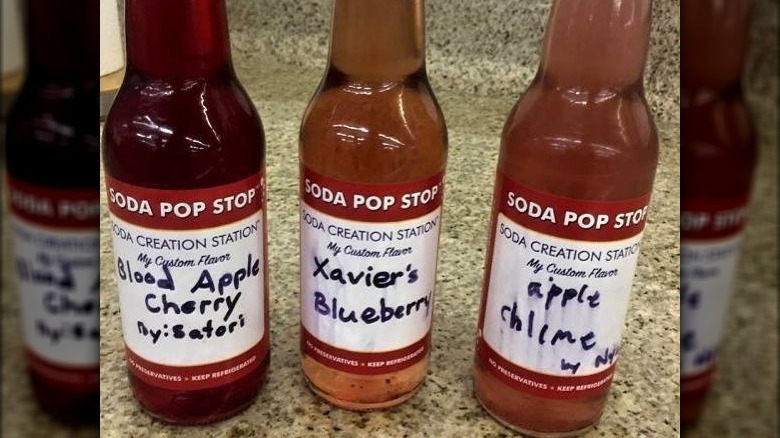 SODA POP STOP
SODA CREATION STATION
My Custom Flavor
Blood Apple
Cherry
by: Satori
NO PRESERVATIVES • KEEP REFRIGERATED
SODA POP STOP
SODA CREATION STATION
My Custom Flavor
Xavier's
Blueberry
NO PRESERVATIVES • KEEP REFRIGERATED
SODA POP STOP
SODA CREATION STATION
My Custom Flavor
apple
chlime
NO PRESERVATIVES • KEEP REFRIGERATED